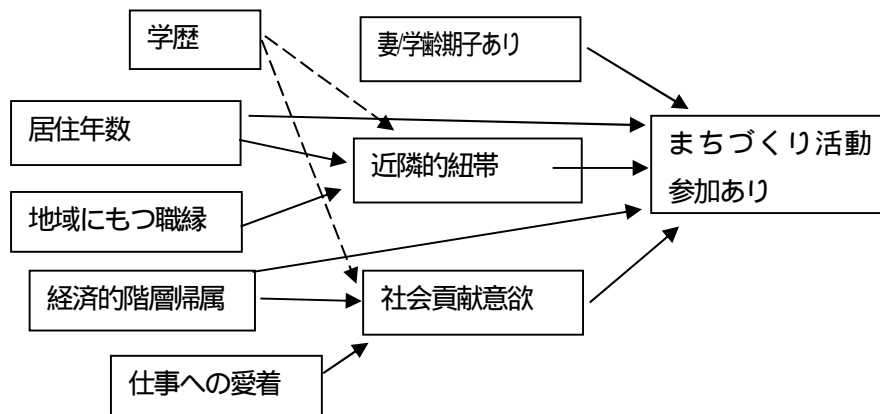 学歴
妻/学齢期子あり
居住年数
近隣的紐帯
まちづくり活動
参加あり
地域にもつ職縁
経済的階層帰属
社会貢献意欲
仕事への愛着